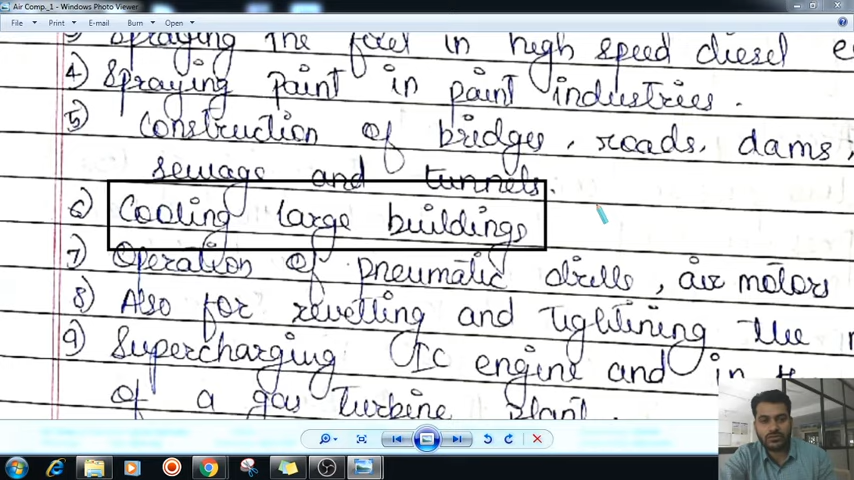 Air Comp._1 - Windows Photo Viewer
File Print E-mail Burn Open
Spraying the fuel in high speed diesel e
4) Spraying paint in paint industries.
5) Construction of bridges, roads, dams,
sewage and tunnels.
6) Cooling large buildings
7) Operation of pneumatic drills, air motors
8) Also for revetting and tightining the
9) Supercharging IC engine and in
of a gas turbine plant.